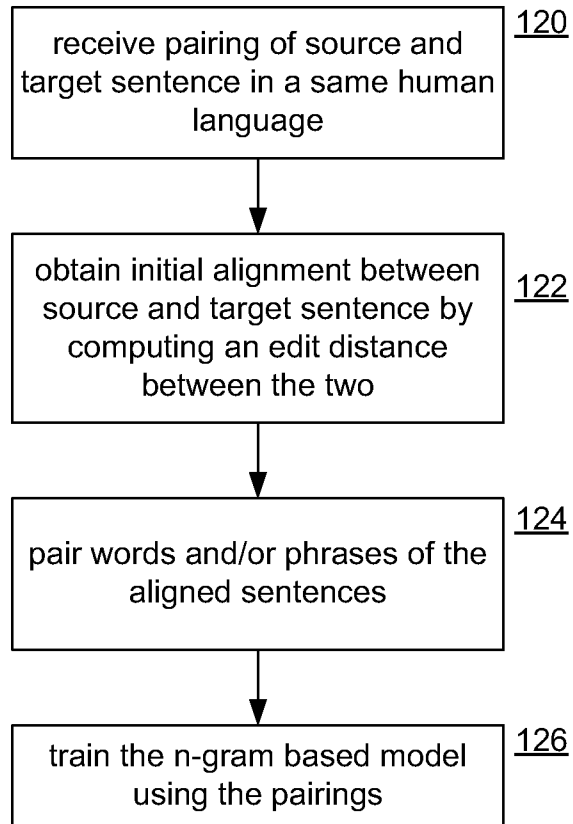 120
receive pairing of source and
target sentence in a same human
language
122
obtain initial alignment between
source and target sentence by
computing an edit distance
between the two
124
pair words and/or phrases of the
aligned sentences
126
train the n-gram based model
using the pairings